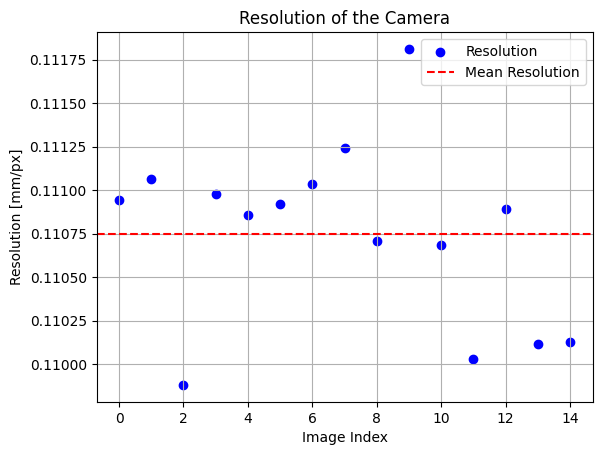 Resolution of the Camera
Resolution
Mean Resolution
Resolution [mm/px]
0.11175
0.11150
0.11125
0.11100
0.11075
0.11050
0.11025
0.11000
0 2 4 6 8 10 12 14
Image Index